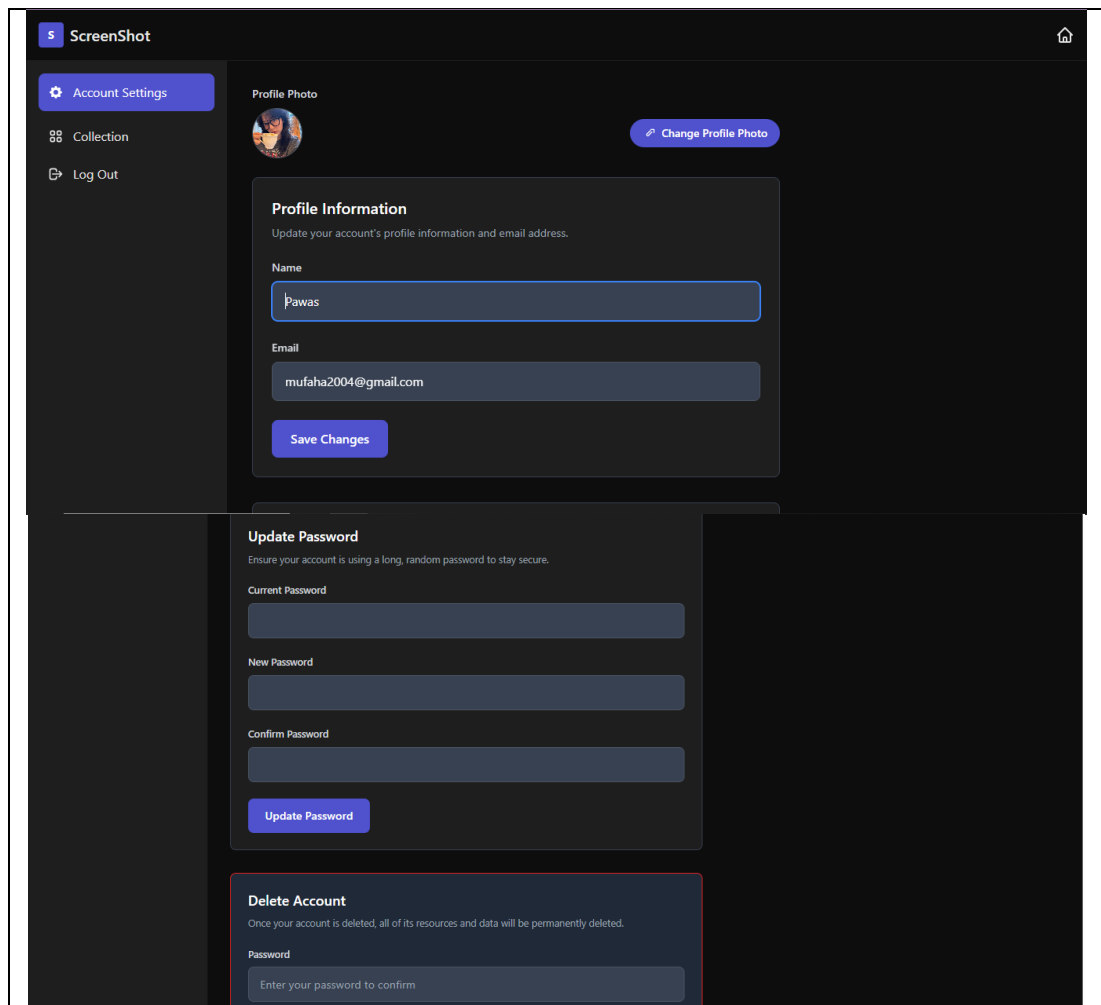 S ScreenShot
Account Settings
Collection
Log Out
Profile Photo
Change Profile Photo
Profile Information
Update your account's profile information and email address.
Name
Pawas
Email
mufaha2004@gmail.com
Save Changes
Update Password
Ensure your account is using a long, random password to stay secure.
Current Password
New Password
Confirm Password
Update Password
Delete Account
Once your account is deleted, all of its resources and data will be permanently deleted.
Password
Enter your password to confirm